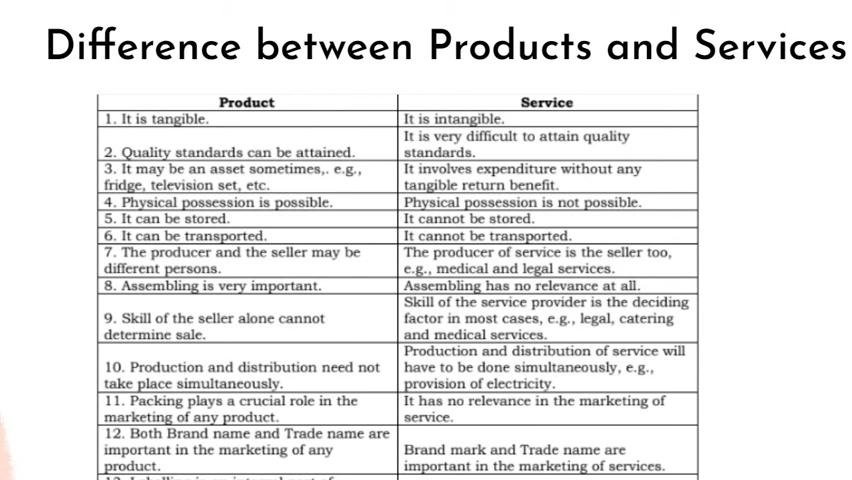 Difference between Products and Services
Product
Service
1. It is tangible.
It is intangible.
2. Quality standards can be attained.
It is very difficult to attain quality
standards.
3. It may be an asset sometimes,. e.g.,
fridge, television set, etc.
It involves expenditure without any
tangible return benefit.
4. Physical possession is possible.
Physical possession is not possible.
5. It can be stored.
It cannot be stored.
6. It can be transported.
It cannot be transported.
7. The producer and the seller may be
different persons.
The producer of service is the seller too,
e.g., medical and legal services.
8. Assembling is very important.
Assembling has no relevance at all.
9. Skill of the seller alone cannot
determine sale.
Skill of the service provider is the deciding
factor in most cases, e.g., legal, catering
and medical services.
10. Production and distribution need not
take place simultaneously.
Production and distribution of service will
have to be done simultaneously, e.g.,
provision of electricity.
11. Packing plays a crucial role in the
marketing of any product.
It has no relevance in the marketing of
service.
12. Both Brand name and Trade name are
important in the marketing of any
product.
Brand mark and Trade name are
important in the marketing of services.